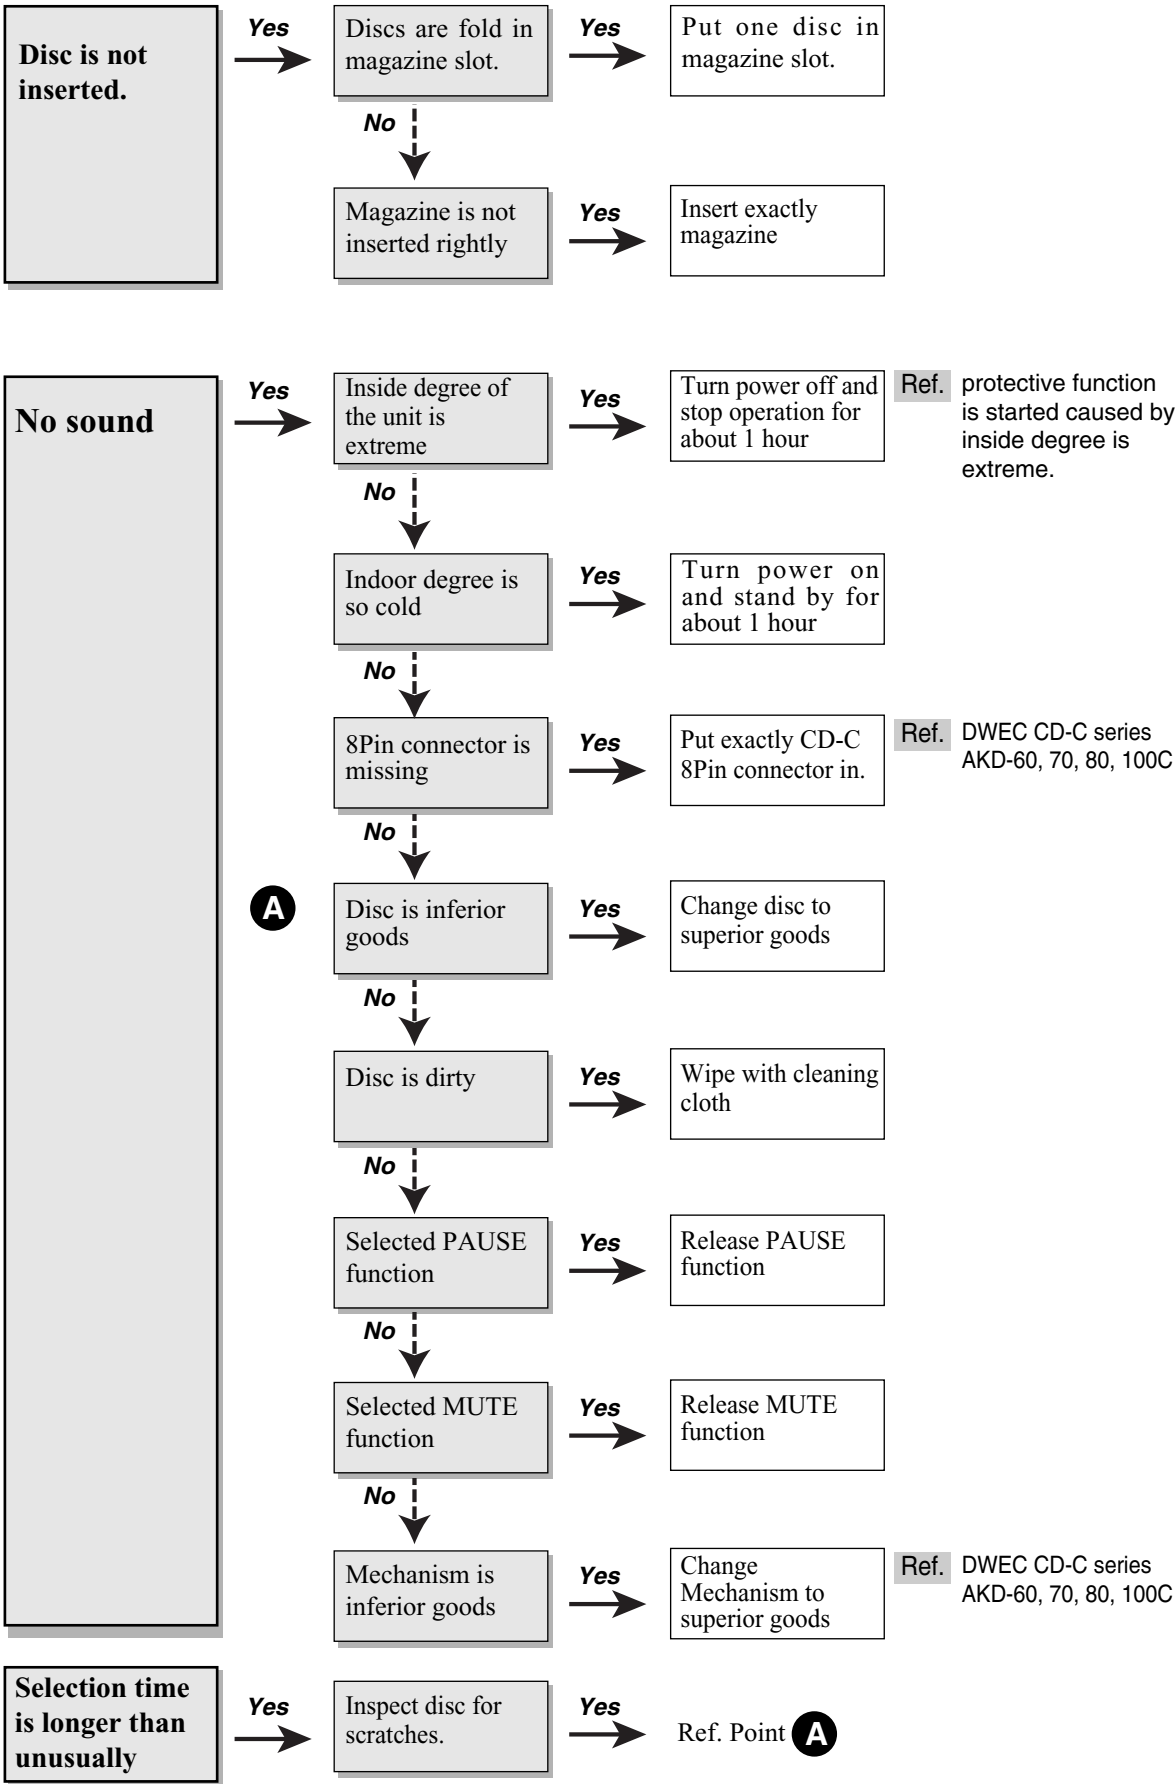 Disc is not
inserted.
Yes
Discs are fold in
magazine slot.
Yes
Put one disc in
magazine slot.
No
Magazine is not
inserted rightly
Yes
Insert exactly
magazine
No sound
Yes
Inside degree of
the unit is
extreme
Yes
Turn power off and
stop operation for
about 1 hour
Ref.
protective function
is started caused by
inside degree is
extreme.
No
Indoor degree is
so cold
Yes
Turn power on
and stand by for
about 1 hour
No
8Pin connector is
missing
Yes
Put exactly CD-C
8Pin connector in.
Ref.
DWEC CD-C series
AKD-60, 70, 80, 100C
No
A
Disc is inferior
goods
Yes
Change disc to
superior goods
No
Disc is dirty
Yes
Wipe with cleaning
cloth
No
Selected PAUSE
function
Yes
Release PAUSE
function
No
Selected MUTE
function
Yes
Release MUTE
function
No
Mechanism is
inferior goods
Yes
Change
Mechanism to
superior goods
Ref.
DWEC CD-C series
AKD-60, 70, 80, 100C
Selection time
is longer than
unusually
Yes
Inspect disc for
scratches.
Yes
Ref. Point A